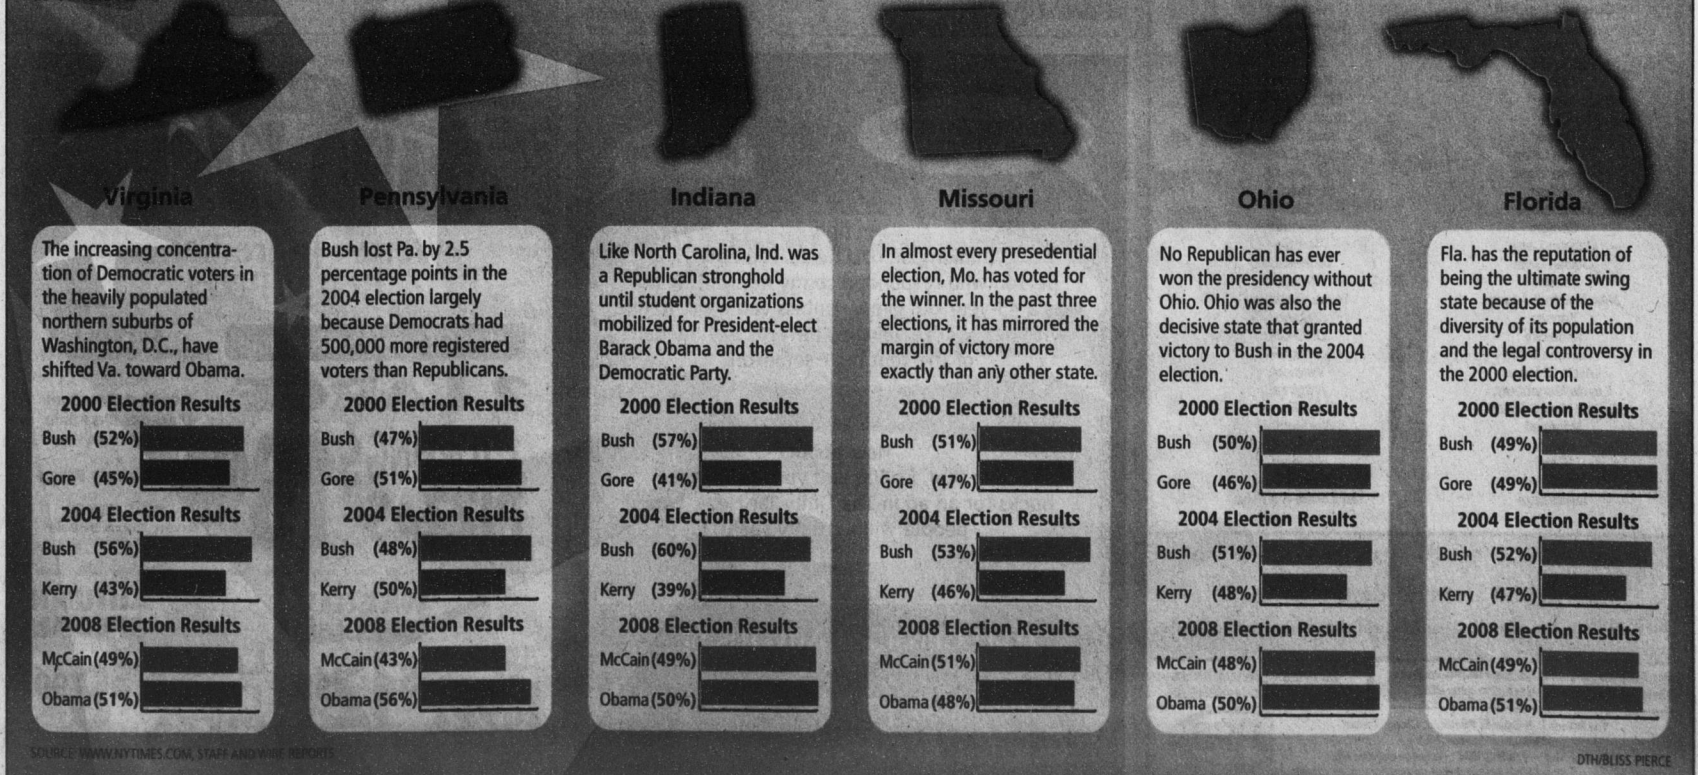 Virginia
The increasing concentra-
tion of Democratic voters in
the heavily populated
northern suburbs of
Washington, D.C., have
shifted Va. toward Obama.
2000 Election Results
Bush (52%)
Gore (45%)
2004 Election Results
Bush (56%)
Kerry (43%)
2008 Election Results
McCain (49%)
Obama (51%)
Pennsylvania
Bush lost Pa. by 2.5
percentage points in the
2004 election largely
because Democrats had
500,000 more registered
voters than Republicans.
2000 Election Results
Bush (47%)
Gore (51%)
2004 Election Results
Bush (48%)
Kerry (50%)
2008 Election Results
McCain (43%)
Obama (56%)
Indiana
Like North Carolina, Ind. was
a Republican stronghold
until student organizations
mobilized for President-elect
Barack Obama and the
Democratic Party.
2000 Election Results
Bush (57%)
Gore (41%)
2004 Election Results
Bush (60%)
Kerry (39%)
2008 Election Results
McCain (49%)
Obama (50%)
Missouri
In almost every presedential
election, Mo. has voted for
the winner. In the past three
elections, it has mirrored the
margin of victory more
exactly than any other state.
2000 Election Results
Bush (51%)
Gore (47%)
2004 Election Results
Bush (53%)
Kerry (46%)
2008 Election Results
McCain (51%)
Obama (48%)
Ohio
No Republican has ever
won the presidency without
Ohio. Ohio was also the
decisive state that granted
victory to Bush in the 2004
election.
2000 Election Results
Bush (50%)
Gore (46%)
2004 Election Results
Bush (51%)
Kerry (48%)
2008 Election Results
McCain (48%)
Obama (50%)
Florida
Fla. has the reputation of
being the ultimate swing
state because of the
diversity of its population
and the legal controversy in
the 2000 election.
2000 Election Results
Bush (49%)
Gore (49%)
2004 Election Results
Bush (52%)
Kerry (47%)
2008 Election Results
McCain (49%)
Obama (51%)
SOURCE: WWW.NYTIMES.COM, STAFF AND WIRE REPORTS
DTH/BLISS PIERCE